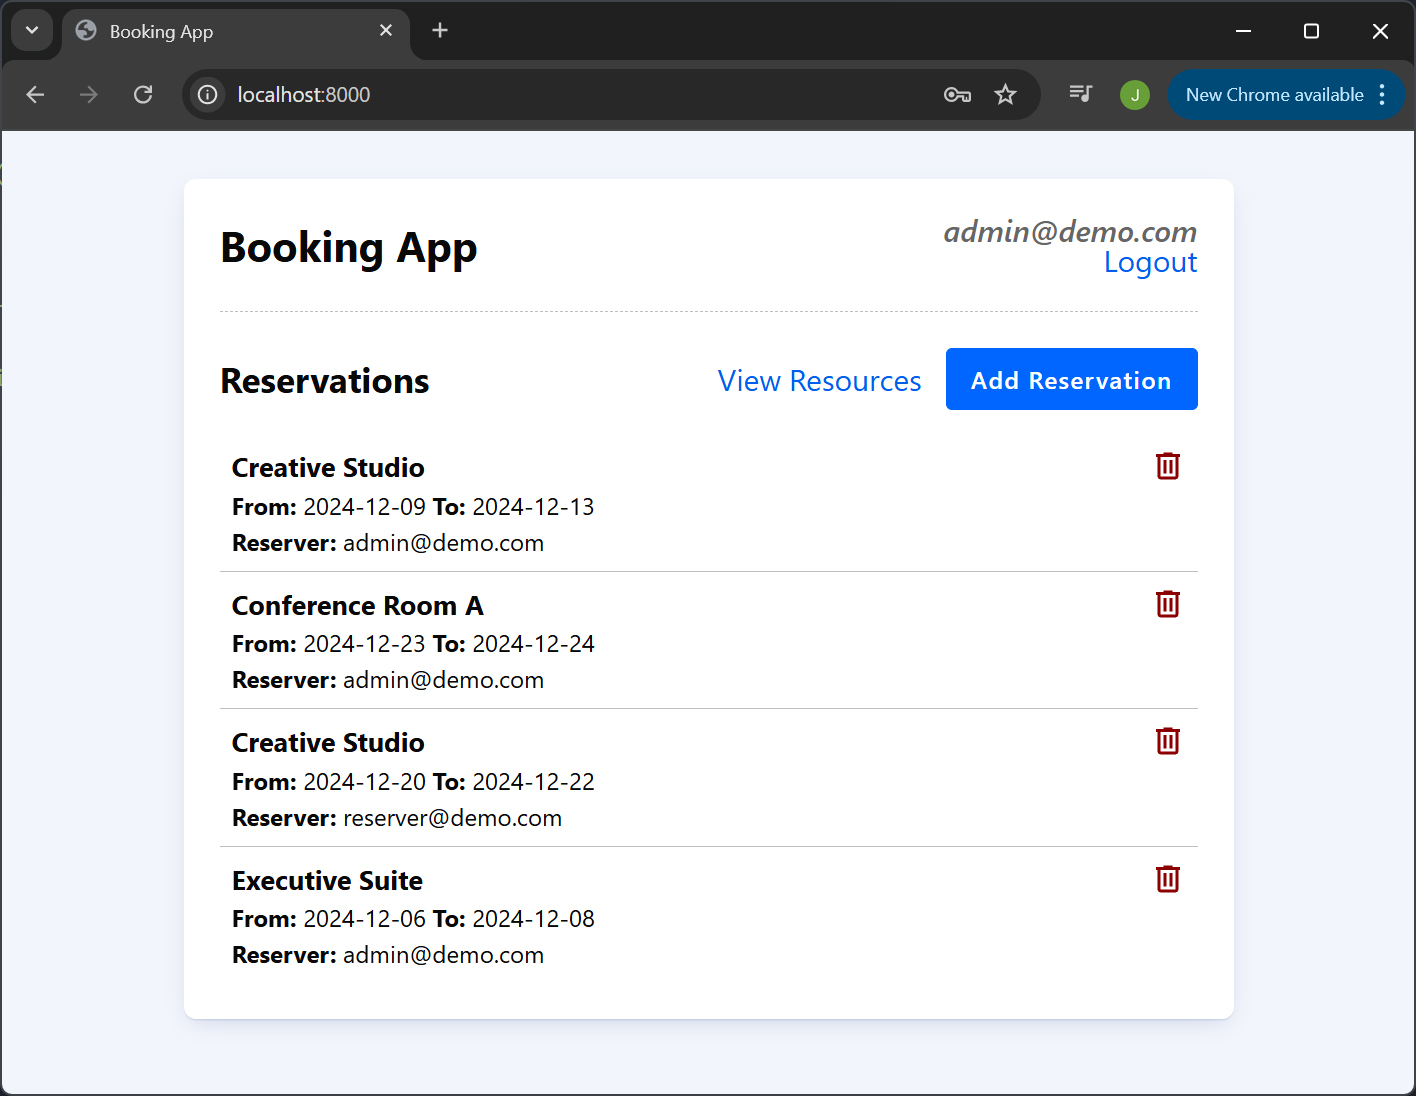 Booking App
localhost:8000
J
New Chrome available
Booking App
admin@demo.com
Logout
Reservations
View Resources
Add Reservation
Creative Studio
From: 2024-12-09 To: 2024-12-13
Reserver: admin@demo.com
Conference Room A
From: 2024-12-23 To: 2024-12-24
Reserver: admin@demo.com
Creative Studio
From: 2024-12-20 To: 2024-12-22
Reserver: reserver@demo.com
Executive Suite
From: 2024-12-06 To: 2024-12-08
Reserver: admin@demo.com